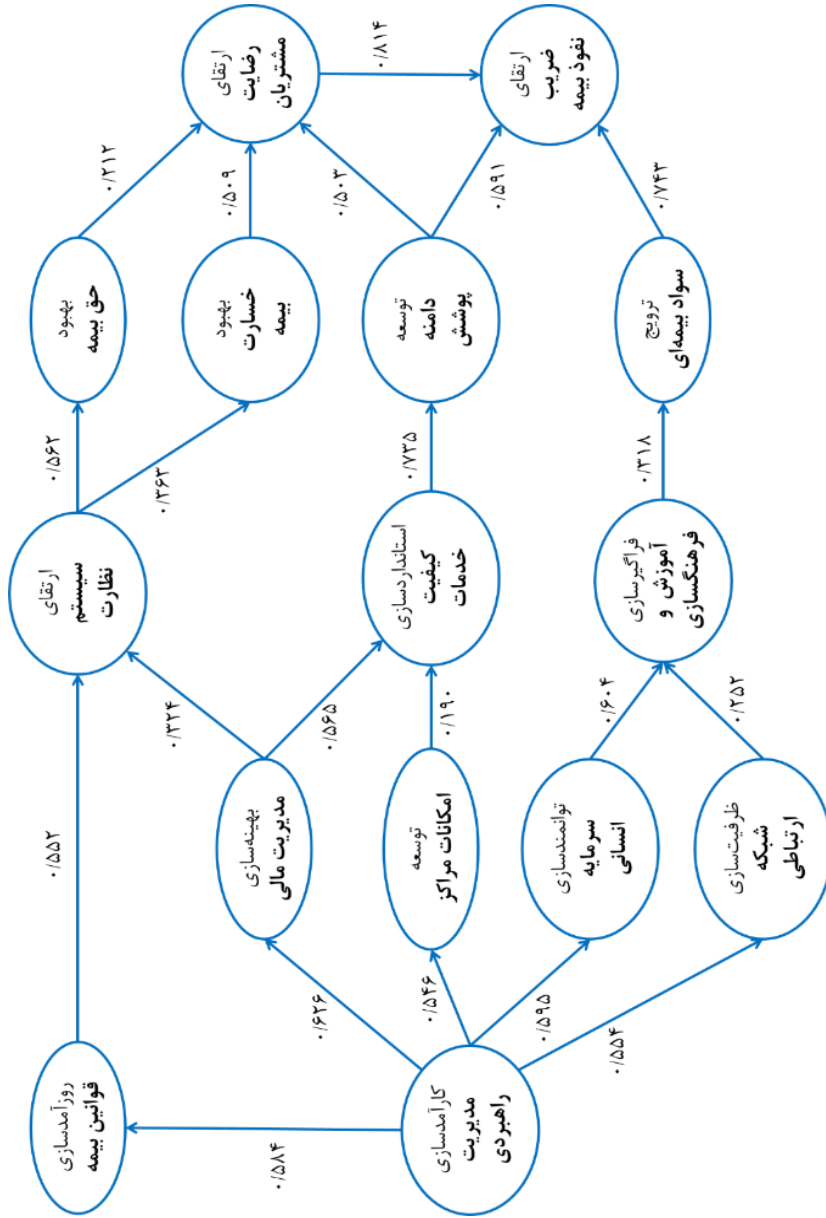 روزآمدسازی
قوانین بیمه
۰/۵۸۴
کارآمدسازی
مدیریت
راهبردی
۰/۵۵۲
۰/۶۲۶
۰/۵۴۶
۰/۵۹۵
۰/۵۵۴
بهینه‌سازی
مدیریت مالی
توسعه
امکانات مراکز
توانمندسازی
سرمایه
انسانی
ظرفیت‌سازی
شبکه
ارتباطی
۰/۳۲۴
۰/۵۶۵
۰/۱۹۰
۰/۶۰۴
۰/۲۵۲
ارتقای
سیستم
نظارت
استانداردسازی
کیفیت
خدمات
فراگیرسازی
آموزش و
فرهنگسازی
۰/۵۶۲
۰/۳۶۳
۰/۷۳۵
۰/۳۱۸
بهبود
حق بیمه
بهبود
خسارت
بیمه
توسعه
دامنه
پوشش
ترویج
سواد بیمه‌ای
۰/۲۱۲
۰/۵۰۹
۰/۵۰۳
۰/۵۹۱
۰/۷۴۳
ارتقای
رضایت
مشتریان
۰/۸۱۴
ارتقای
ضریب
نفوذ بیمه